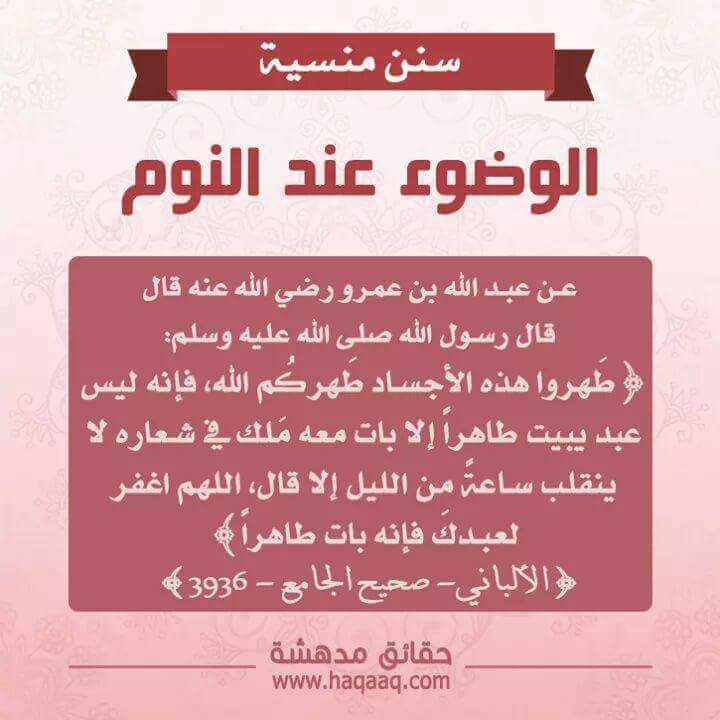 سنن منسية
الوضوء عند النوم
عن عبد الله بن عمرو رضي الله عنه قال
قال رسول الله صلى الله عليه وسلم:
﴿ طَهروا هذه الأجساد طَهركُم الله، فإنه ليس
عبد يبيت طاهراً إلا بات معه مَلك في شعاره لا
ينقلب ساعةً من الليل إلا قال، اللهم اغفر
لعبدكَ فإنه بات طاهراً ﴾
﴿ الألباني – صحيح الجامع – 3936 ﴾
حقائق مدهشة
www.haqaaq.com